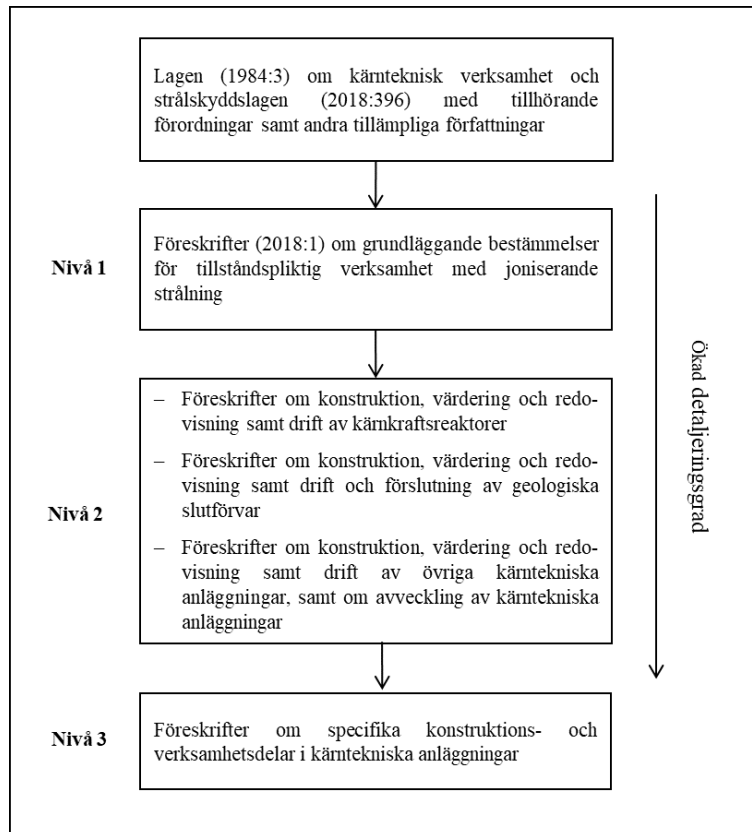 Lagen (1984:3) om kärnteknisk verksamhet och
strålskyddslagen (2018:396) med tillhörande
förordningar samt andra tillämpliga författningar
Nivå 1
Föreskrifter (2018:1) om grundläggande bestämmelser
för tillståndspliktig verksamhet med joniserande
strålning
Nivå 2
– Föreskrifter om konstruktion, värdering och redo-
visning samt drift av kärnkraftsreaktorer
– Föreskrifter om konstruktion, värdering och redo-
visning samt drift och förslutning av geologiska
slutförvar
– Föreskrifter om konstruktion, värdering och redo-
visning samt drift av övriga kärntekniska
anläggningar, samt om avveckling av kärntekniska
anläggningar
Nivå 3
Föreskrifter om specifika konstruktions- och
verksamhetsdelar i kärntekniska anläggningar
Ökad detaljeringsgrad